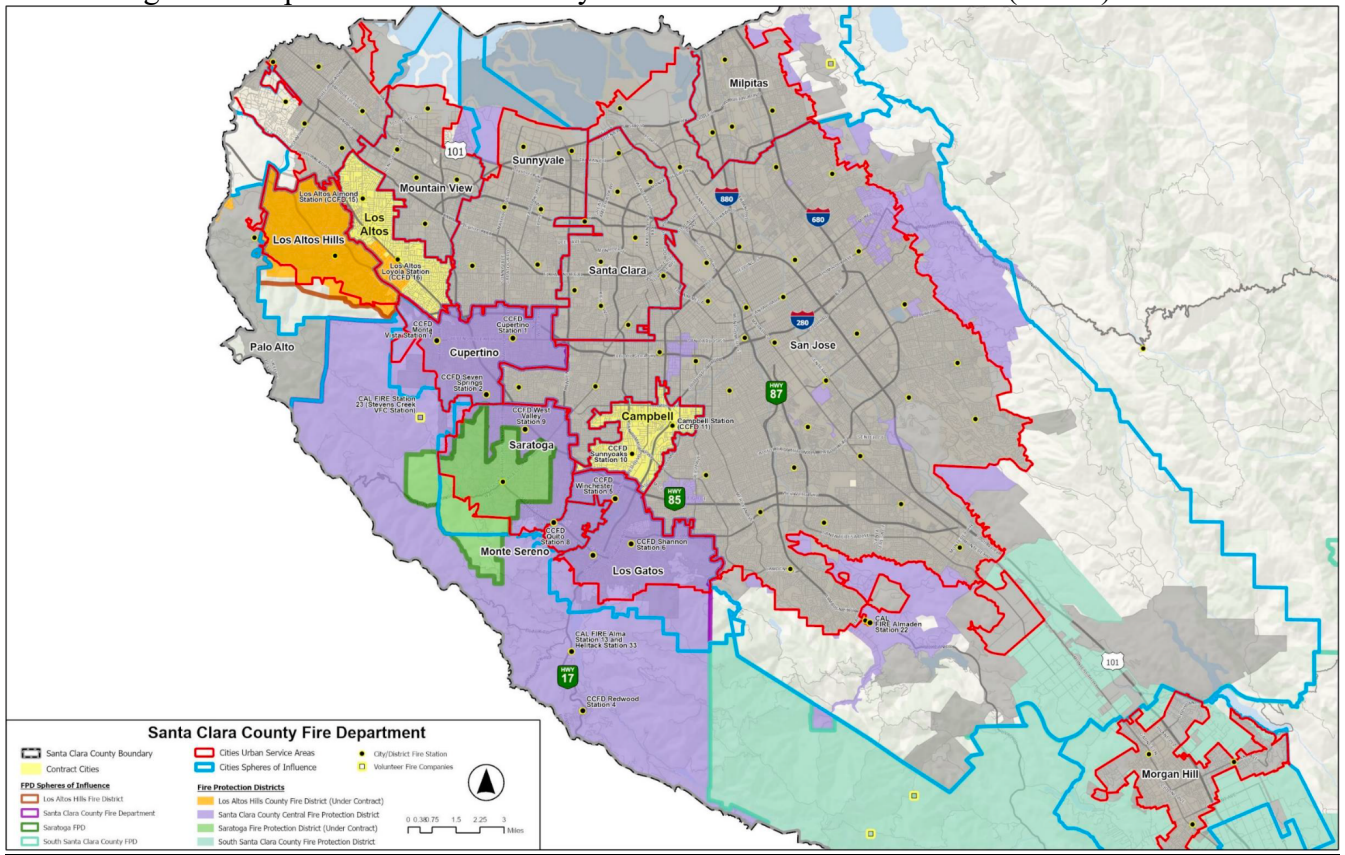 Milpitas
101
Sunnyvale
Mountain View
880
680
Los Altos Almond
Station (CCFD 15)
Los
Altos
Los Altos Hills
Los Altos
Loyola Station
(CCFD 16)
Santa Clara
280
San Jose
Palo Alto
CCFD
Monta
Vista Station 7
CCFD
Cupertino
Station 1
Cupertino
CCFD Seven
Springs
Station 2
HWY
87
CAL FIRE Station
23 (Stevens Creek
VFC Station)
CCFD West
Valley
Station 9
Saratoga
Campbell
Campbell Station
(CCFD 11)
CCFD
Sunnyoaks
Station 10
CCFD
Winchester
Station 5
HWY
85
CCFD
Quito
Station 8
CCFD Shannon
Station 6
Monte Sereno
Los Gatos
CAL
FIRE Almaden
Station 22
CAL FIRE Alma
Station 13 and
Helitack Station 33
HWY
17
CCFD Redwood
Station 4
101
Morgan Hill
Santa Clara County Fire Department
Santa Clara County Boundary
Contract Cities
FPD Spheres of Influence
Los Altos Hills Fire District
Santa Clara County Fire Department
Saratoga FPD
South Santa Clara County FPD
Cities Urban Service Areas
Cities Spheres of Influence
Fire Protection Districts
Los Altos Hills County Fire District (Under Contract)
Santa Clara County Central Fire Protection District
Saratoga Fire Protection District (Under Contract)
South Santa Clara County Fire Protection District
City/District Fire Station
Volunteer Fire Companies
1.5 2.25 3
Miles